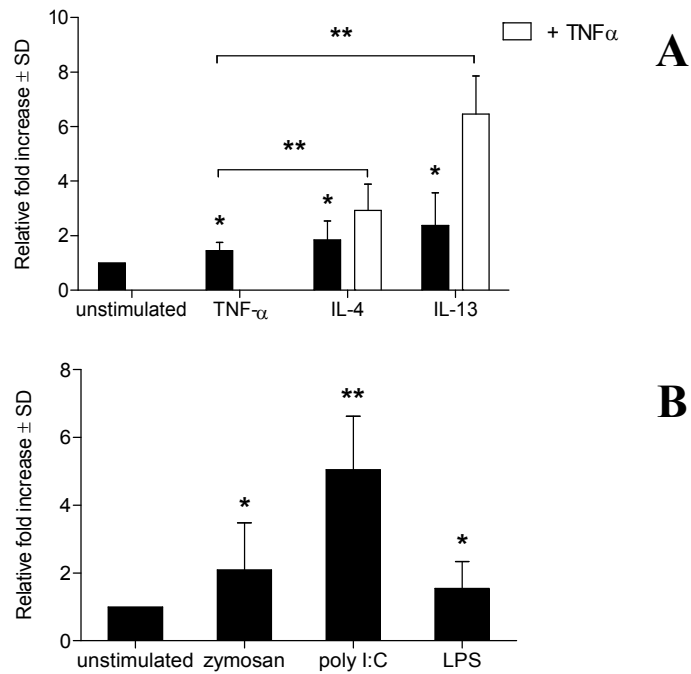 + TNFα
A
Relative fold increase ± SD
10
8
6
4
2
0
**
**
*
*
*
unstimulated TNF-α IL-4 IL-13
B
Relative fold increase ± SD
8
6
4
2
0
*
**
*
unstimulated zymosan poly I:C LPS